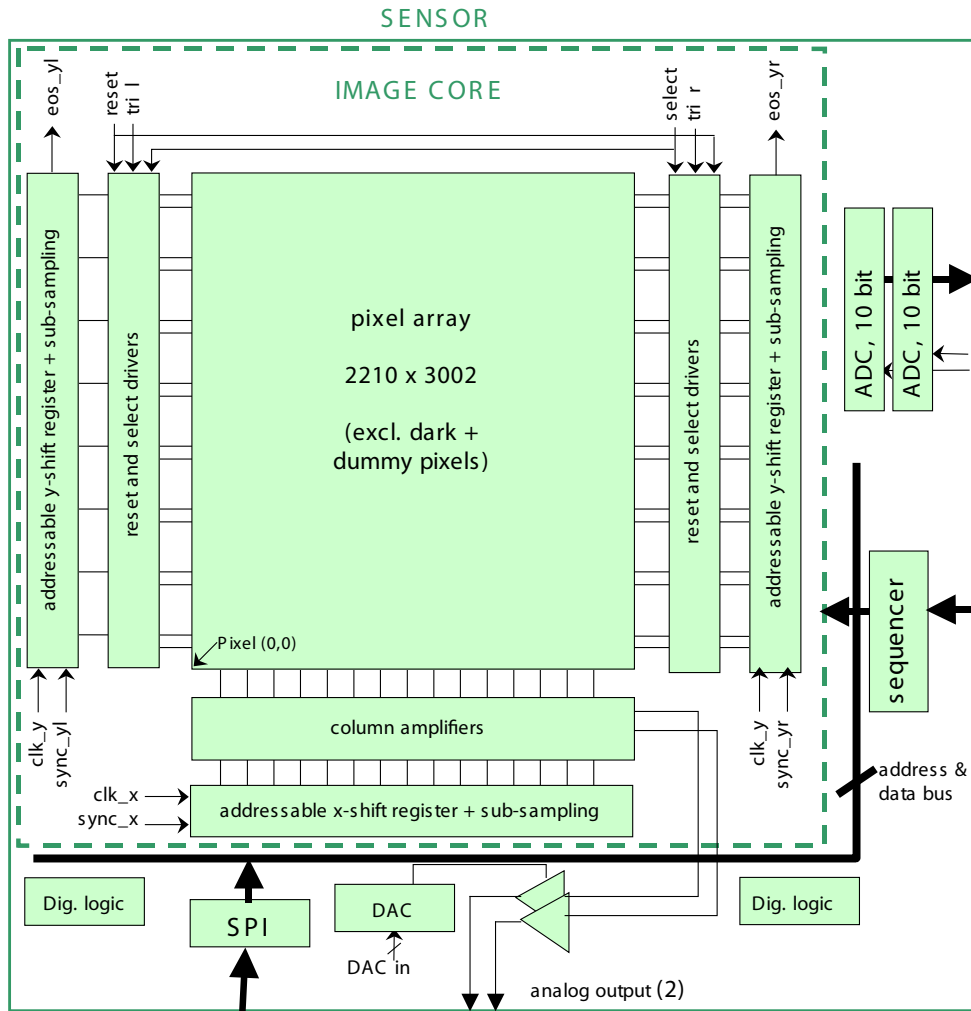 SENSOR
IMAGE CORE
eos_yl
reset
tri l
select
tri r
eos_yr
addressable y-shift register + sub-sampling
reset and select drivers
pixel array
2210 x 3002
(excl. dark +
dummy pixels)
reset and select drivers
addressable y-shift register + sub-sampling
ADC, 10 bit
ADC, 10 bit
Pixel (0,0)
sequencer
clk_y
sync_yl
column amplifiers
clk_y
sync_yr
address &
data bus
clk_x
sync_x
addressable x-shift register + sub-sampling
Dig. logic
SPI
DAC
DAC in
Dig. logic
analog output (2)